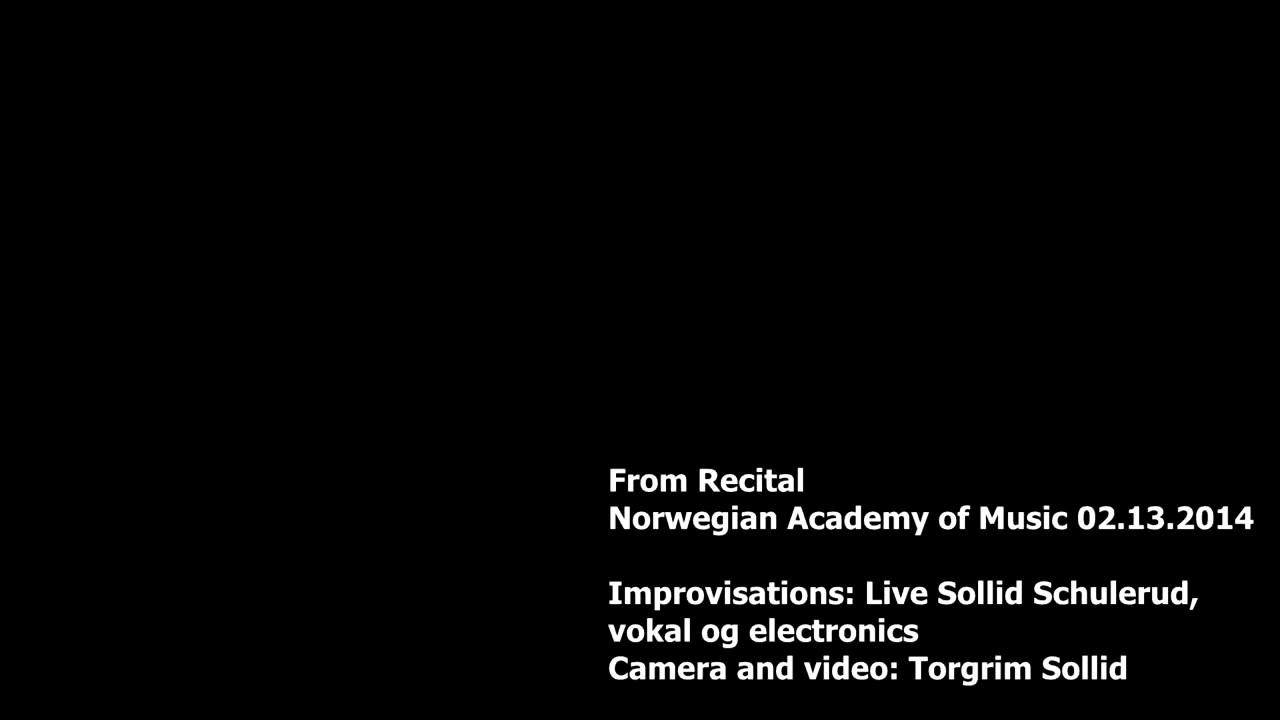 From Recital
Norwegian Academy of Music 02.13.2014
Improvisations: Live Sollid Schulerud,
vokal og electronics
Camera and video: Torgrim Sollid